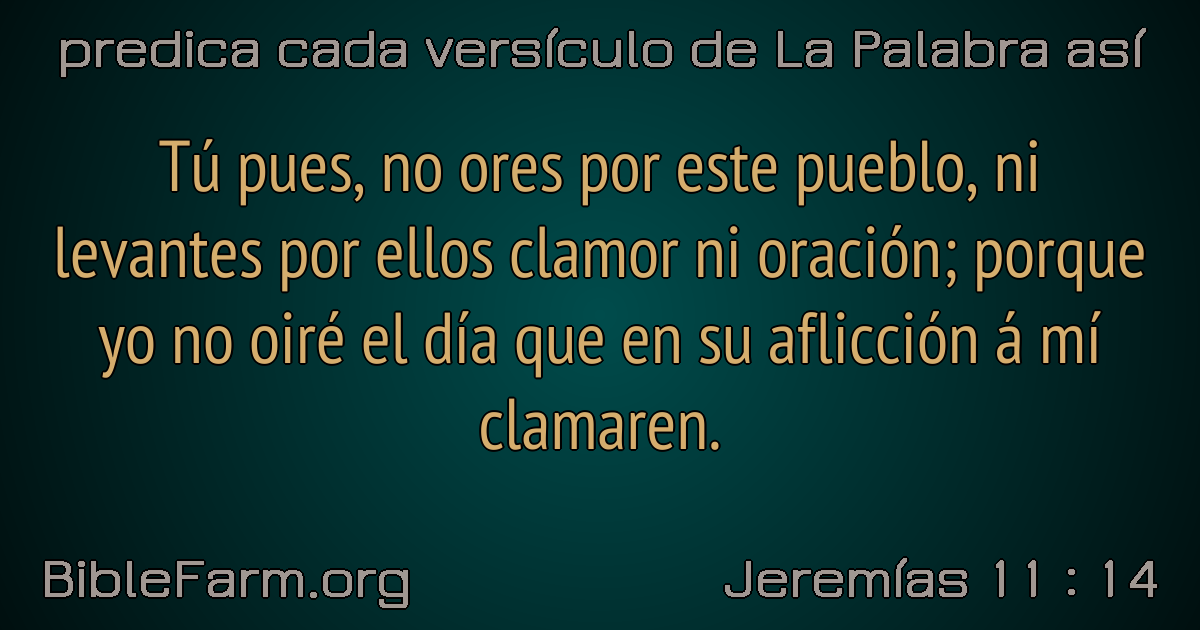 predica cada versículo de La Palabra así
Tú pues, no ores por este pueblo, ni
levantes por ellos clamor ni oración; porque
yo no oiré el día que en su aflicción á mí
clamaren.
BibleFarm.org
Jeremías 11 : 14